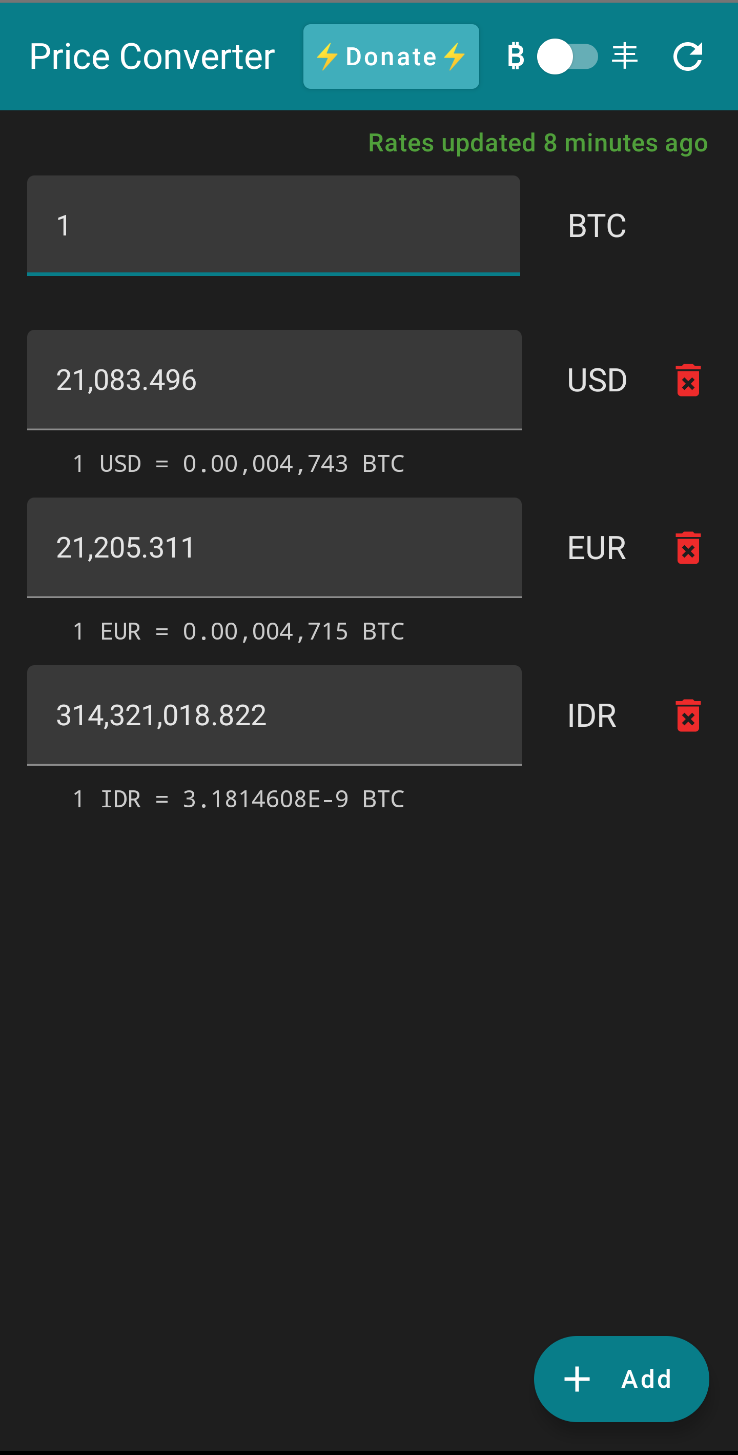 Price Converter ⚡Donate⚡ ₿ 丰
Rates updated 8 minutes ago
1 BTC
21,083.496 USD
1 USD = 0.00,004,743 BTC
21,205.311 EUR
1 EUR = 0.00,004,715 BTC
314,321,018.822 IDR
1 IDR = 3.1814608E-9 BTC
+ Add